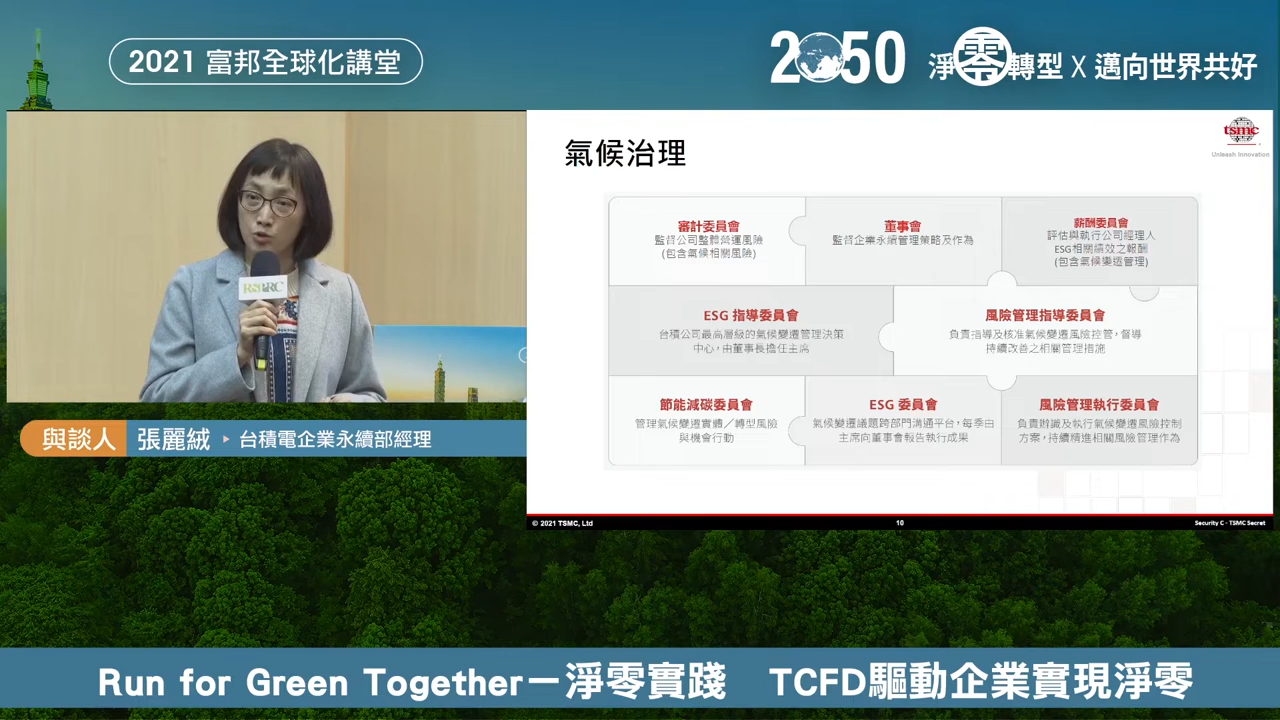 2021 富邦全球化講堂
2050 淨零轉型 X 邁向世界共好
tsmc
Unleash Innovation
氣候治理
審計委員會
監督公司整體營運風險
(包含氣候相關風險)
董事會
監督企業永續管理策略及作為
薪酬委員會
評估與執行公司經理人
ESG相關績效之報酬
(包含氣候變遷管理)
ESG 指導委員會
台積公司最高層級的氣候變遷管理決策
中心，由董事長擔任主席
風險管理指導委員會
負責指導及核准氣候變遷風險控管，督導
持續改善之相關管理措施
節能減碳委員會
管理氣候變遷實體／轉型風險
與機會行動
ESG 委員會
氣候變遷議題跨部門溝通平台，每季由
主席向董事會報告執行成果
風險管理執行委員會
負責辦識及執行氣候變遷風險控制
方案，持續精進相關風險管理作為
© 2021 TSMC, Ltd
10
Security C - TSMC Secret
與談人 張麗絨 台積電企業永續部經理
Run for Green Together－淨零實踐 TCFD驅動企業實現淨零